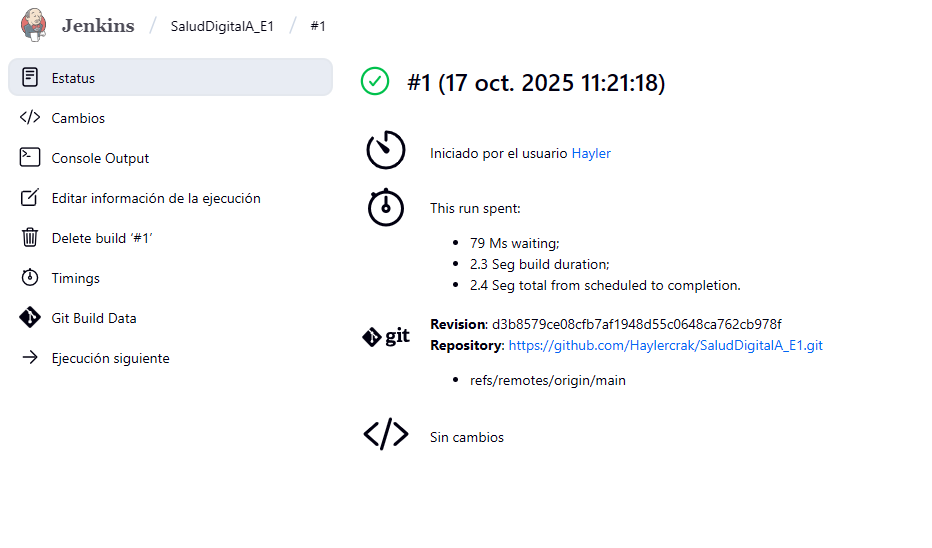 Jenkins / SaludDigitalA_E1 / #1
Estatus
Cambios
Console Output
Editar información de la ejecución
Delete build ‘#1’
Timings
Git Build Data
Ejecución siguiente
#1 (17 oct. 2025 11:21:18)
Iniciado por el usuario Hayler
This run spent:
• 79 Ms waiting;
• 2.3 Seg build duration;
• 2.4 Seg total from scheduled to completion.
git
Revision: d3b8579ce08cfb7af1948d55c0648ca762cb978f
Repository: https://github.com/Haylercrak/SaludDigitalA_E1.git
• refs/remotes/origin/main
Sin cambios